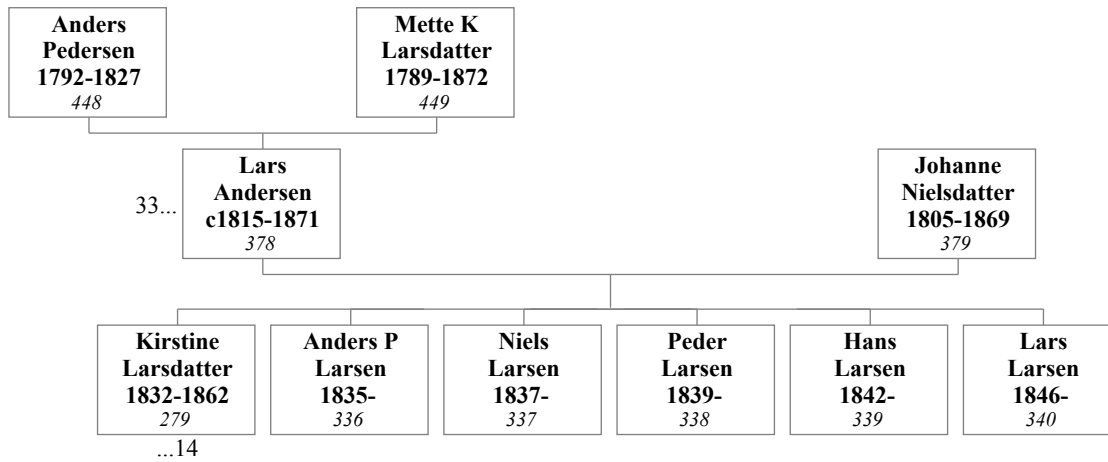 Anders
Pedersen
1792-1827
448
Mette K
Larsdatter
1789-1872
449
33...
Lars
Andersen
c1815-1871
378
Johanne
Nielsdatter
1805-1869
379
Kirstine
Larsdatter
1832-1862
279
...14
Anders P
Larsen
1835-
336
Niels
Larsen
1837-
337
Peder
Larsen
1839-
338
Hans
Larsen
1842-
339
Lars
Larsen
1846-
340